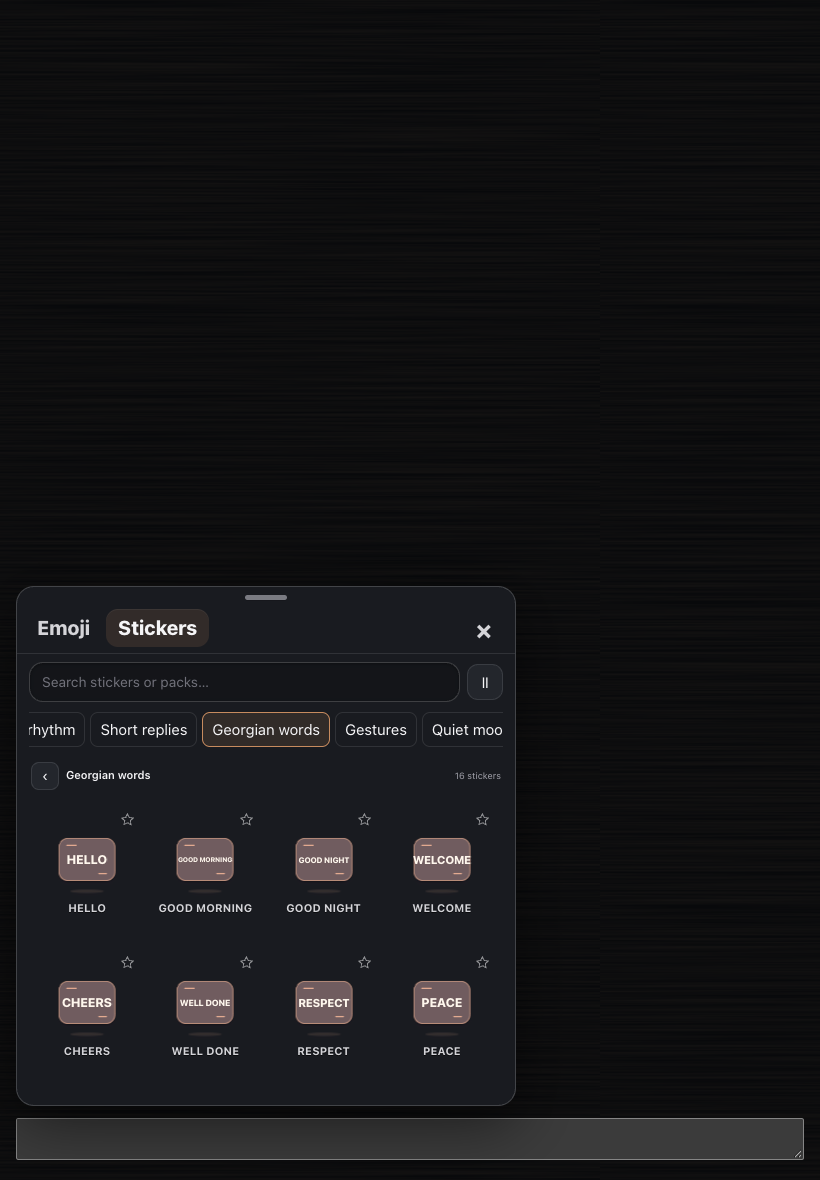 Emoji Stickers ×
Search stickers or packs...
rhythm Short replies Georgian words Gestures Quiet moo
‹ Georgian words 16 stickers
HELLO GOOD MORNING GOOD NIGHT WELCOME
HELLO GOOD MORNING GOOD NIGHT WELCOME
CHEERS WELL DONE RESPECT PEACE
CHEERS WELL DONE RESPECT PEACE